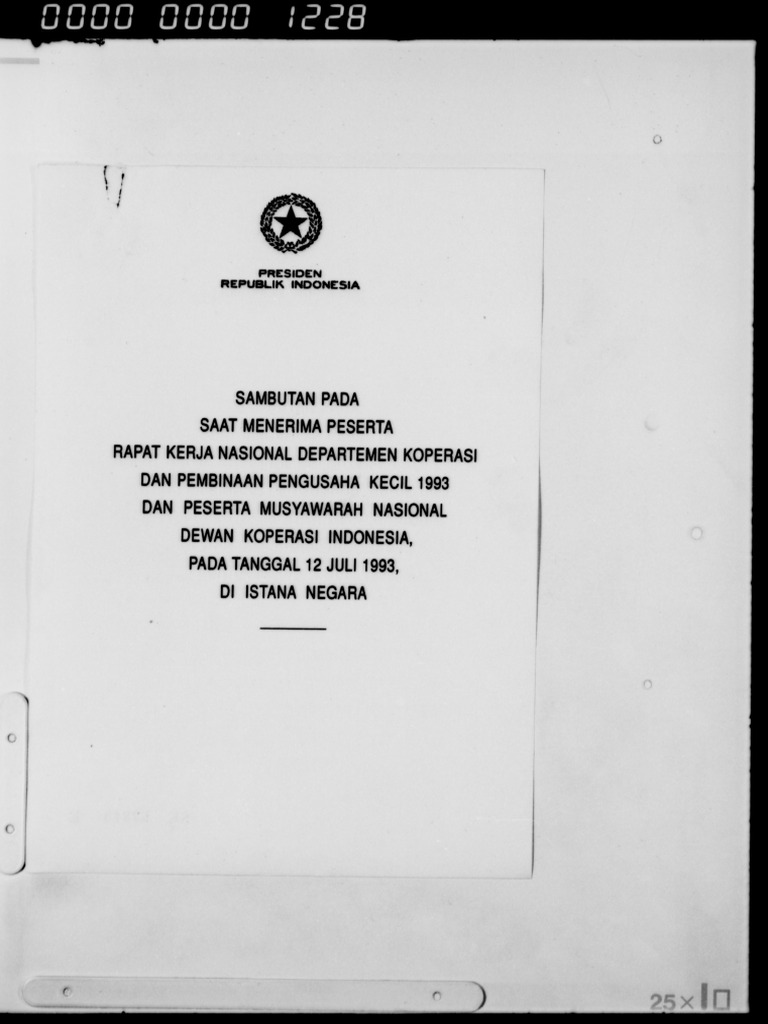 0000 0000 1228
PRESIDEN
REPUBLIK INDONESIA
SAMBUTAN PADA
SAAT MENERIMA PESERTA
RAPAT KERJA NASIONAL DEPARTEMEN KOPERASI
DAN PEMBINAAN PENGUSAHA KECIL 1993
DAN PESERTA MUSYAWARAH NASIONAL
DEWAN KOPERASI INDONESIA,
PADA TANGGAL 12 JULI 1993,
DI ISTANA NEGARA
25×